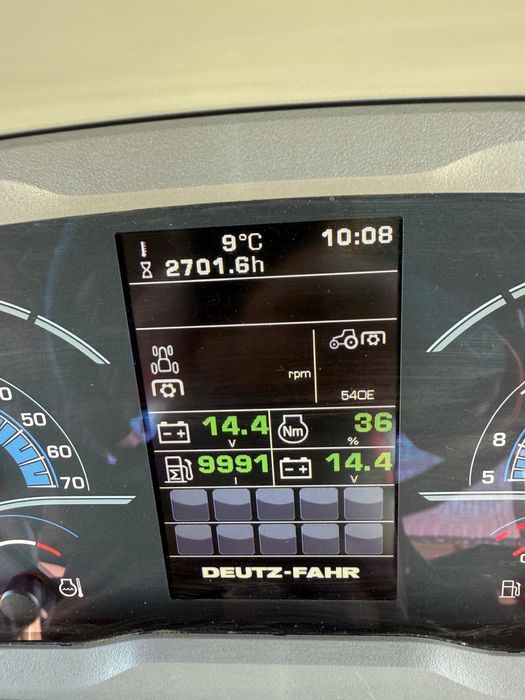 9°C 10:08
2701.6h
rpm
540E
14.4 V Nm 36 %
Σ 9991 l 14.4 V
DEUTZ-FAHR
50
60
70
8
5